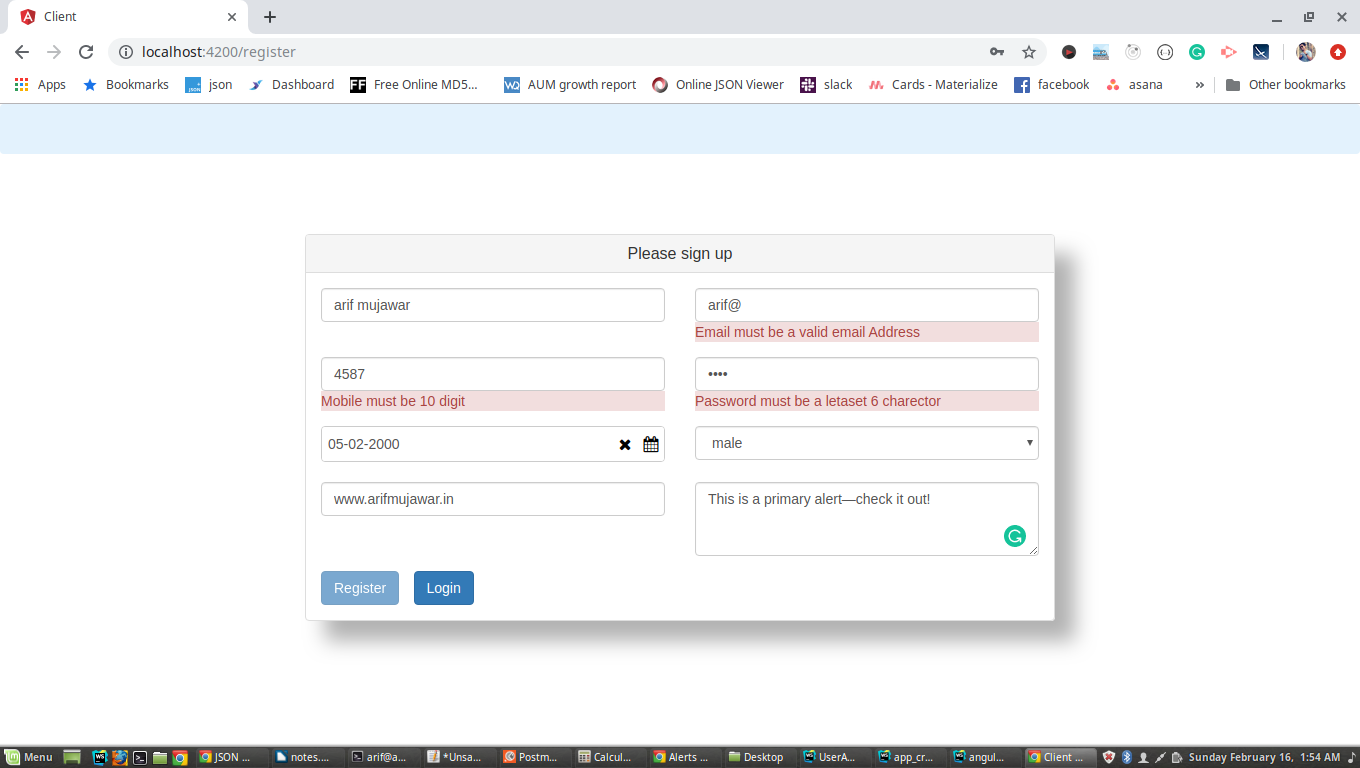 Client
localhost:4200/register
Apps Bookmarks json Dashboard Free Online MD5... AUM growth report Online JSON Viewer slack Cards - Materialize facebook asana » Other bookmarks
Please sign up
arif mujawar
arif@
Email must be a valid email Address
4587
••••
Mobile must be 10 digit
Password must be a letaset 6 charector
05-02-2000
male
www.arifmujawar.in
This is a primary alert—check it out!
Register Login
Menu JSON ... notes.... arif@a... *Unsa... Postm... Calcul... Alerts ... Desktop UserA... app_cr... angul... Client ... Sunday February 16, 1:54 AM